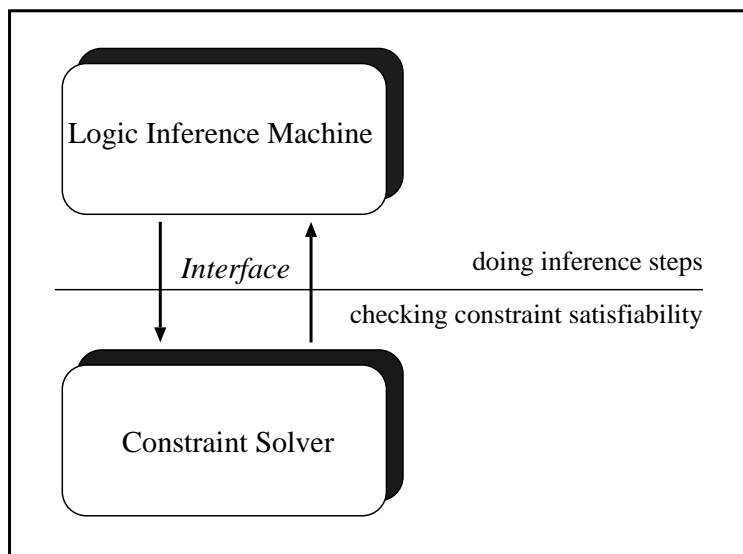 Logic Inference Machine
Interface
doing inference steps
checking constraint satisfiability
Constraint Solver